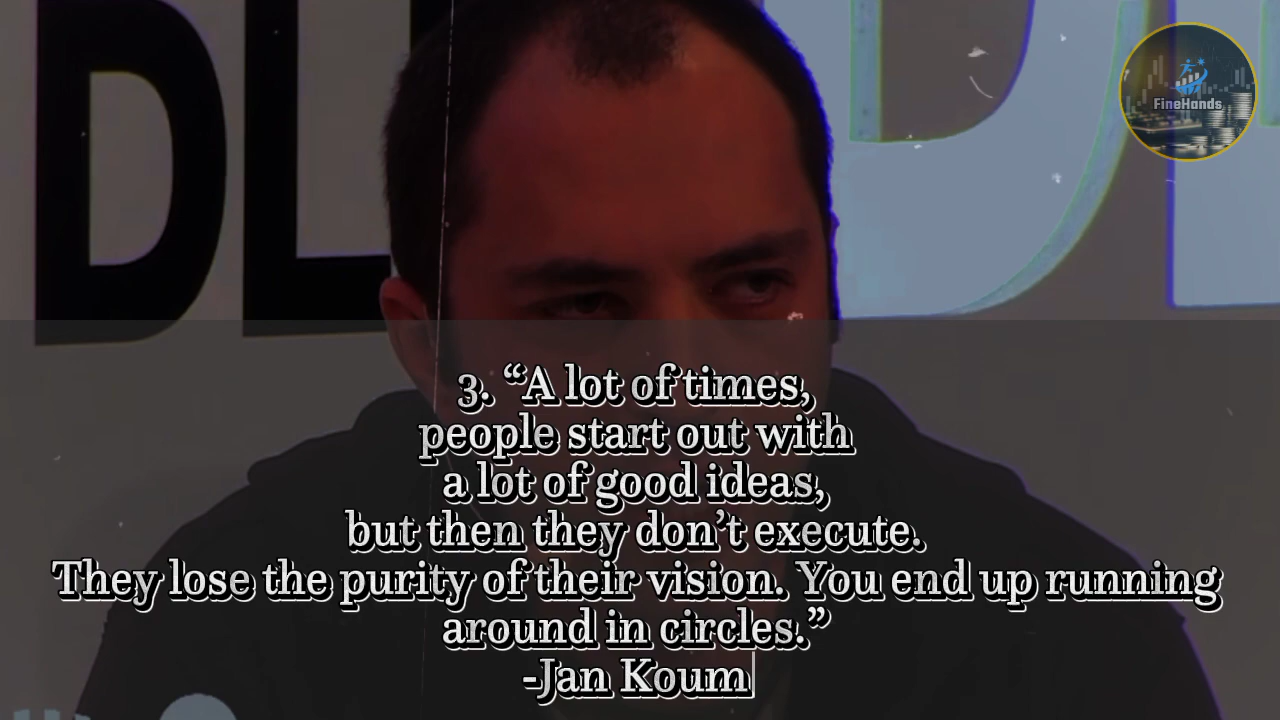 DL
D
FineHands
3. “A lot of times,
people start out with
a lot of good ideas,
but then they don’t execute.
They lose the purity of their vision. You end up running
around in circles.”
-Jan Koum